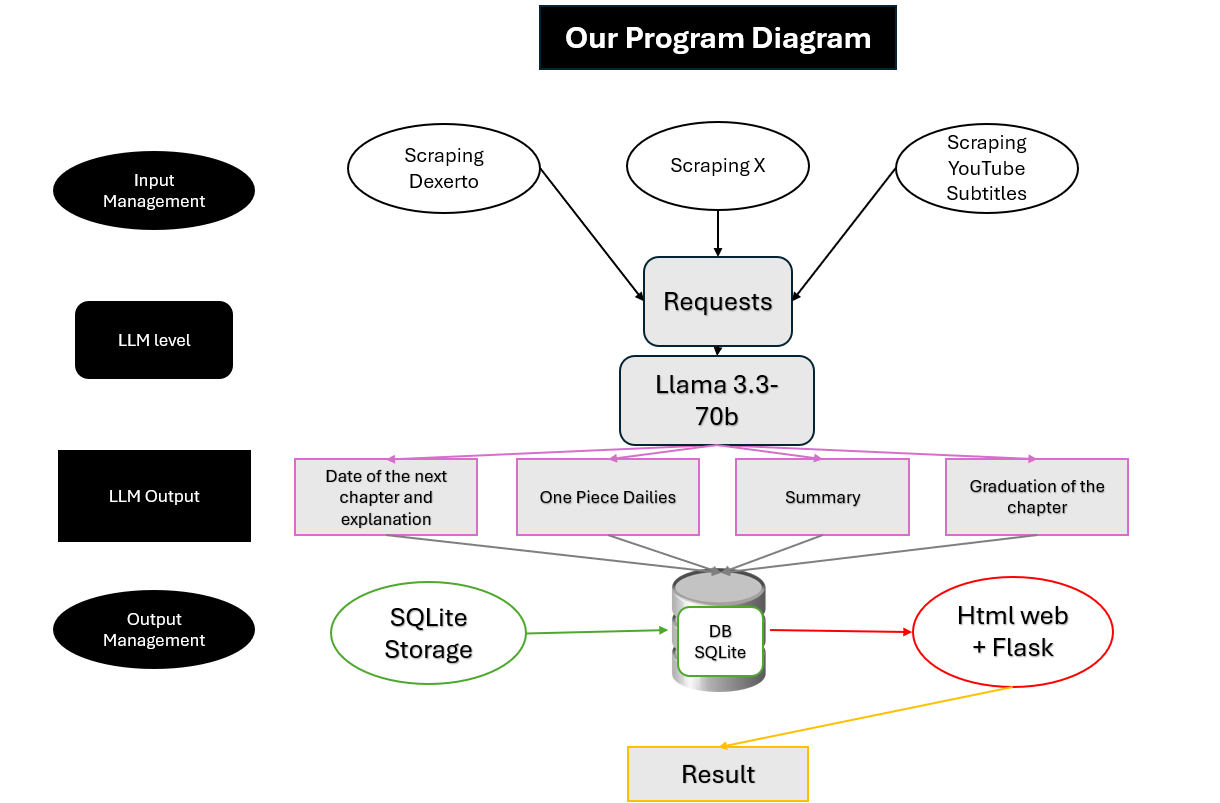 Our Program Diagram
Input
Management
Scraping
Dexerto
Scraping X
Scraping
YouTube
Subtitles
Requests
LLM level
Llama 3.3-
70b
LLM Output
Date of the next
chapter and
explanation
One Piece Dailies
Summary
Graduation of the
chapter
Output
Management
SQLite
Storage
DB
SQLite
Html web
+ Flask
Result